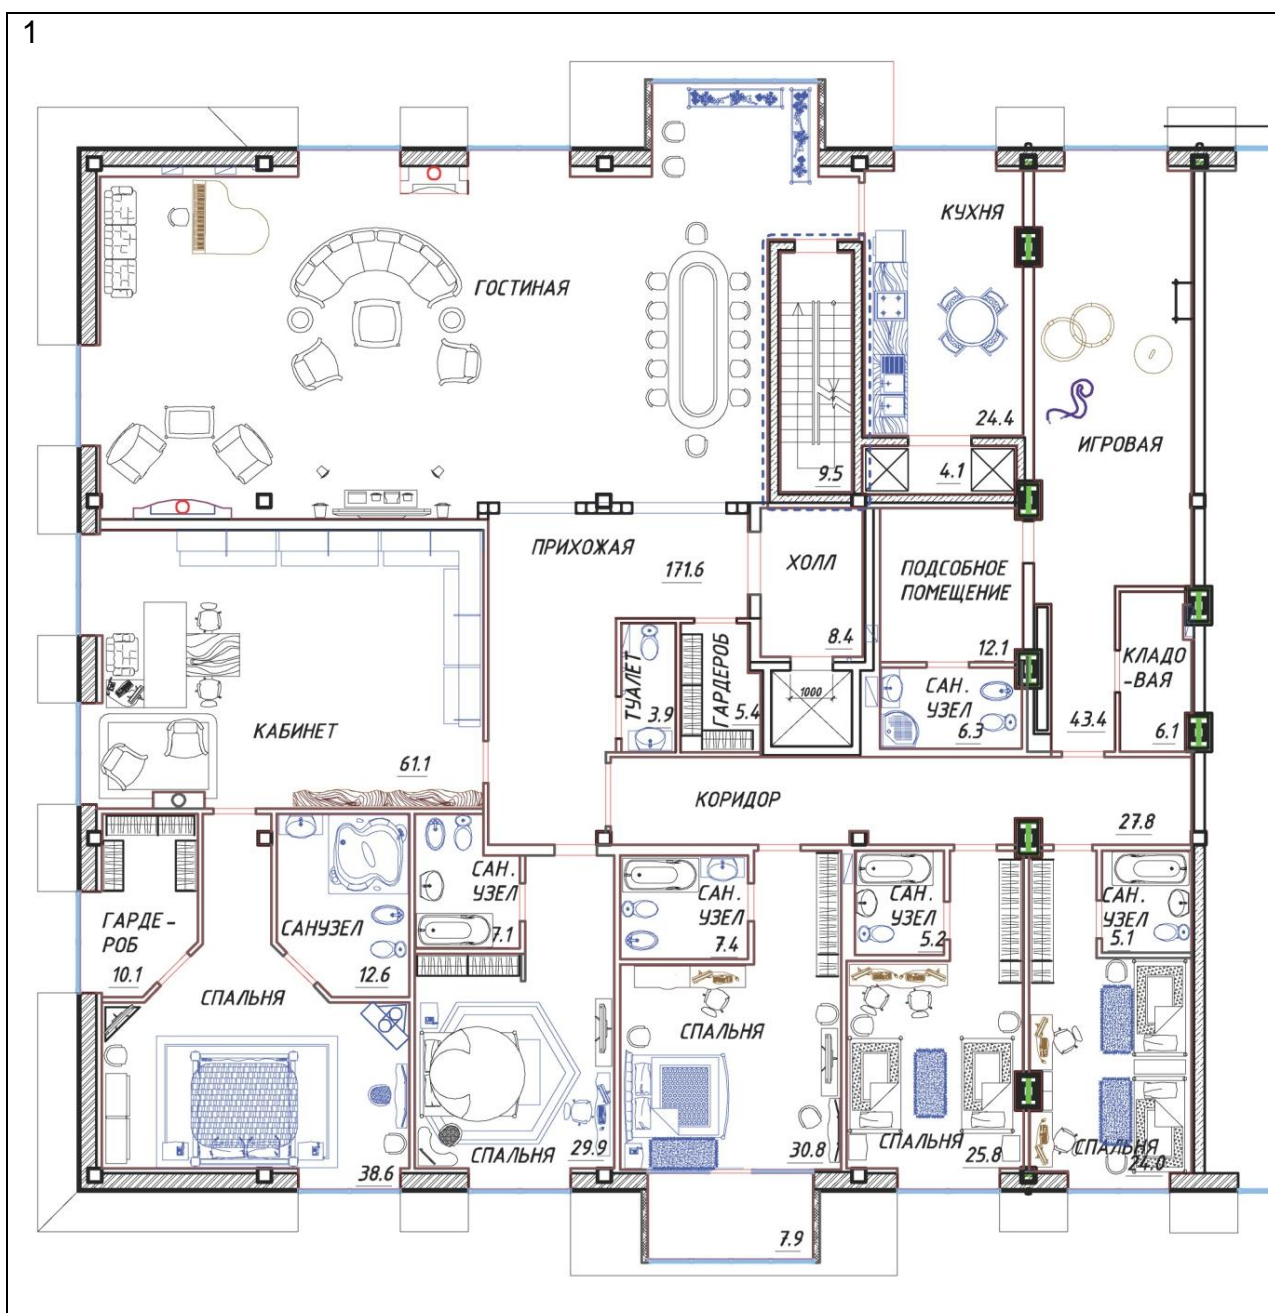 1
КУХНЯ
ГОСТИНАЯ
24.4
ИГРОВАЯ
9.5
4.1
ПРИХОЖАЯ
171.6
ХОЛЛ
8.4
ПОДСОБНОЕ
ПОМЕЩЕНИЕ
12.1
ТУАЛЕТ
3.9
ГАРДЕРОБ
5.4
1000
САН.
УЗЕЛ
6.3
КЛАДО
-ВАЯ
43.4
6.1
КАБИНЕТ
61.1
КОРИДОР
27.8
ГАРДЕ-
РОБ
10.1
САНУЗЕЛ
12.6
САН.
УЗЕЛ
7.1
САН.
УЗЕЛ
7.4
САН.
УЗЕЛ
5.2
САН.
УЗЕЛ
5.1
СПАЛЬНЯ
38.6
СПАЛЬНЯ
29.9
СПАЛЬНЯ
30.8
СПАЛЬНЯ
25.8
СПАЛЬНЯ
24.0
7.9